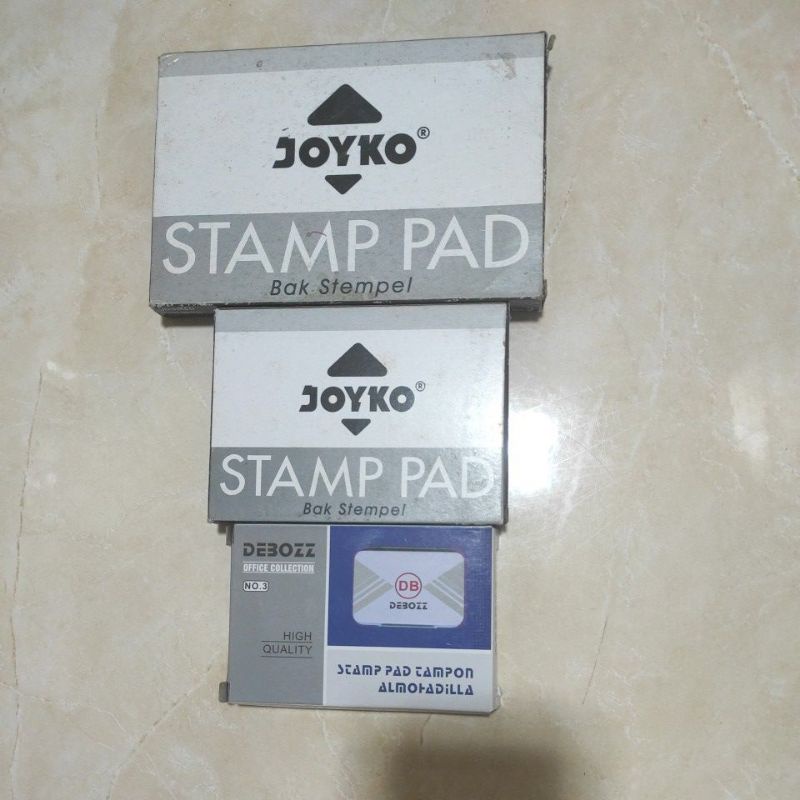 JOYKO®
STAMP PAD
Bak Stempel
JOYKO®
STAMP PAD
Bak Stempel
DEBOZZ
OFFICE COLLECTION
NO.3
HIGH
QUALITY
DB
DEBOZZ
STAMP PAD TAMPON
ALMOHADILLA